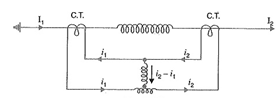 C.T. C.T.
I₁ I₂
i₁ i₂
i₂ – i₁
i₁ i₂